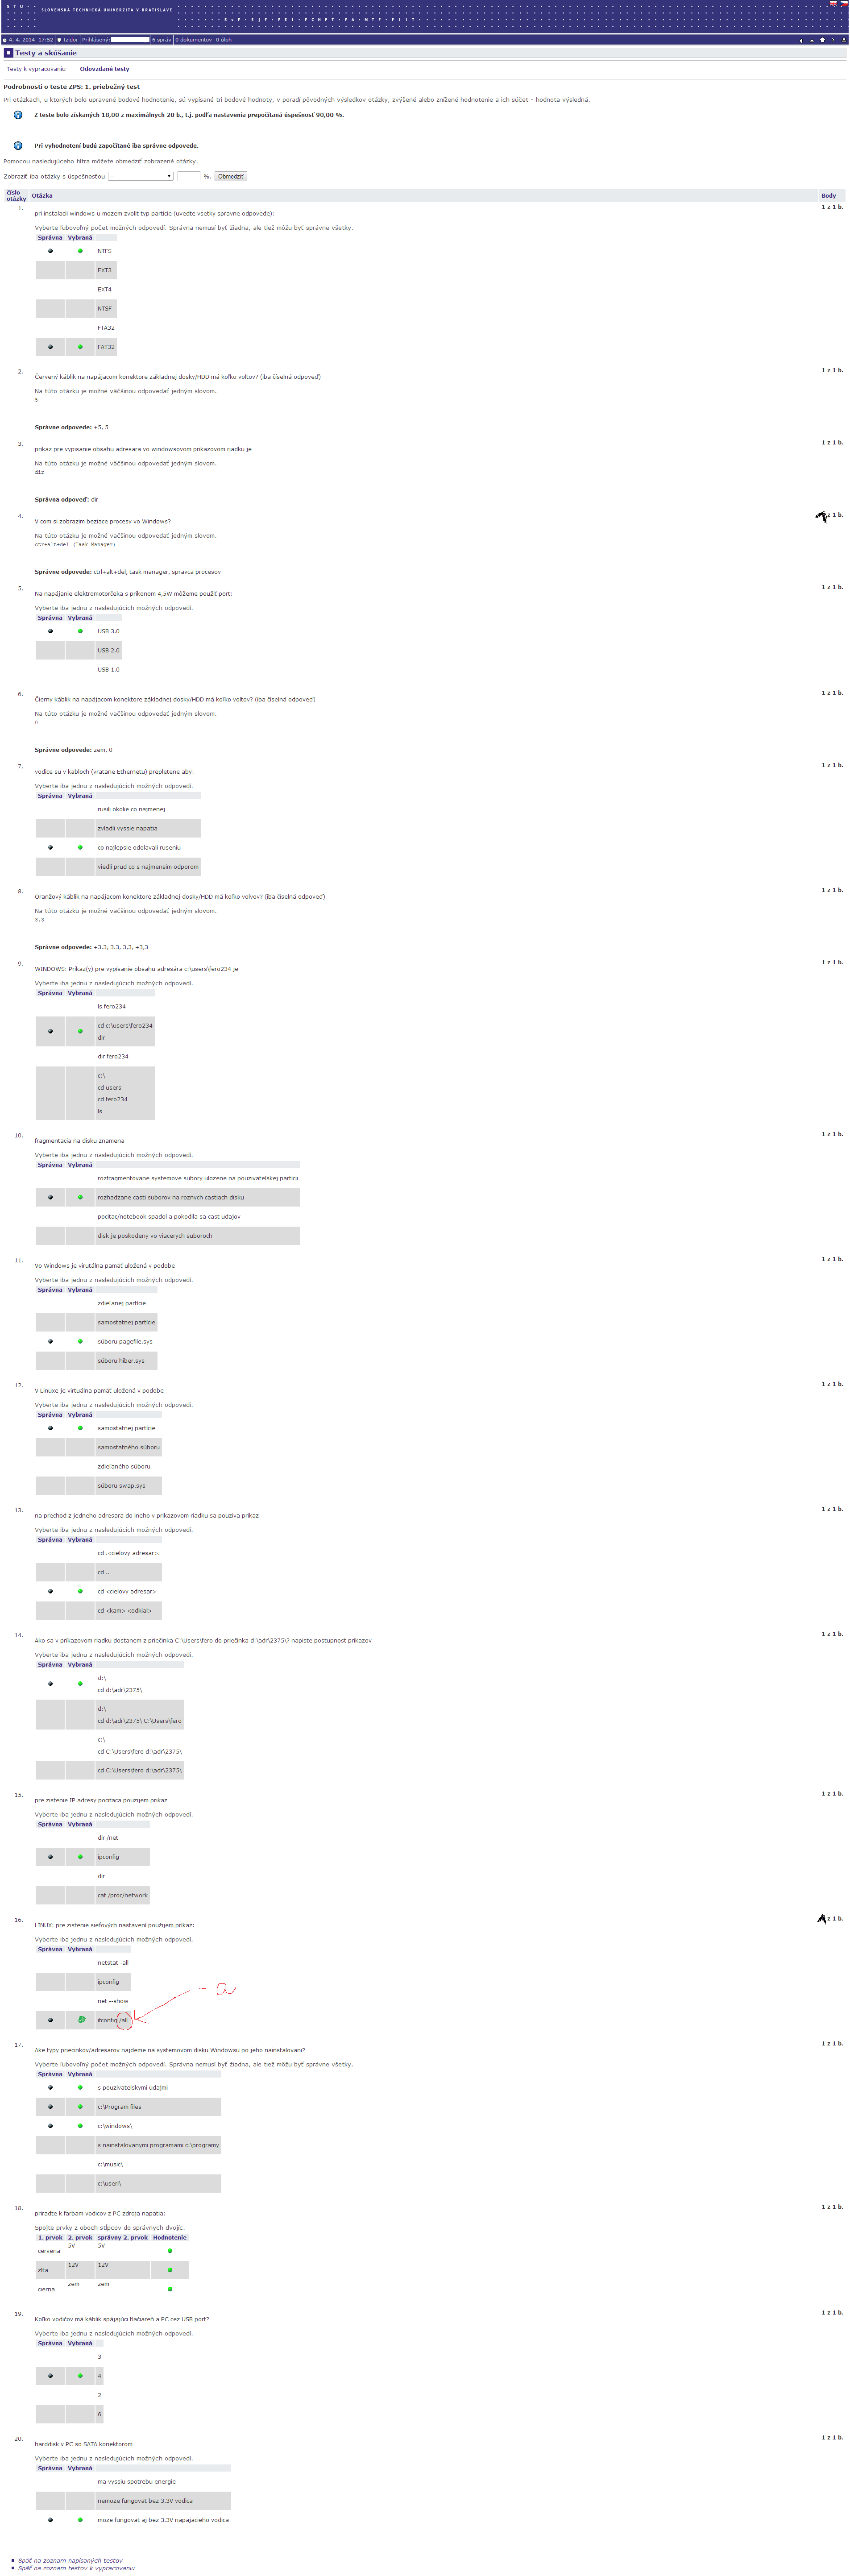 S T U
SLOVENSKÁ TECHNICKÁ UNIVERZITA V BRATISLAVE
S v F · S j F · F E I · F C H P T · F A · M T F · F I I T
4. 4. 2014 17:52 Izidor Prihlásený: 6 správ 0 dokumentov 0 úloh
Testy a skúšanie
Testy k vypracovaniu Odovzdané testy
Podrobnosti o teste ZPS: 1. priebežný test
Pri otázkach, u ktorých bolo upravené bodové hodnotenie, sú vypísané tri bodové hodnoty, v poradí pôvodných výsledkov otázky, zvýšené alebo znížené hodnotenie a ich súčet - hodnota výsledná.
Z teste bolo získaných 18,00 z maximálnych 20 b., t.j. podľa nastavenia prepočítaná úspešnosť 90,00 %.
Pri vyhodnotení budú započítané iba správne odpovede.
Pomocou nasledujúceho filtra môžete obmedziť zobrazené otázky.
Zobraziť iba otázky s úspešnosťou -- %. Obmedziť
číslo otázky Otázka Body
1. pri instalacii windows-u mozem zvolit typ particie (uvedte vsetky spravne odpovede): 1 z 1 b.
Vyberte ľubovoľný počet možných odpovedí. Správna nemusí byť žiadna, ale tiež môžu byť správne všetky.
Správna Vybraná
NTFS
EXT3
EXT4
NTSF
FTA32
FAT32
2. Červený káblik na napájacom konektore základnej dosky/HDD má koľko voltov? (iba číselná odpoveď) 1 z 1 b.
Na túto otázku je možné väčšinou odpovedať jedným slovom.
5
Správne odpovede: +5, 5
3. prikaz pre vypisanie obsahu adresara vo windowsovom prikazovom riadku je 1 z 1 b.
Na túto otázku je možné väčšinou odpovedať jedným slovom.
dir
Správna odpoveď: dir
4. V com si zobrazim beziace procesy vo Windows? z 1 b.
Na túto otázku je možné väčšinou odpovedať jedným slovom.
ctr+alt+del (Task Manager)
Správne odpovede: ctrl+alt+del, task manager, spravca procesov
5. Na napájanie elektromotorčeka s príkonom 4,5W môžeme použiť port: 1 z 1 b.
Vyberte iba jednu z nasledujúcich možných odpovedí.
Správna Vybraná
USB 3.0
USB 2.0
USB 1.0
6. Čierny káblik na napájacom konektore základnej dosky/HDD má koľko voltov? (iba číselná odpoveď) 1 z 1 b.
Na túto otázku je možné väčšinou odpovedať jedným slovom.
0
Správne odpovede: zem, 0
7. vodice su v kabloch (vratane Ethernetu) prepletene aby: 1 z 1 b.
Vyberte iba jednu z nasledujúcich možných odpovedí.
Správna Vybraná
rusili okolie co najmenej
zvladli vyssie napatia
co najlepsie odolavali ruseniu
viedli prud co s najmensim odporom
8. Oranžový káblik na napájacom konektore základnej dosky/HDD má koľko volvov? (iba číselná odpoveď) 1 z 1 b.
Na túto otázku je možné väčšinou odpovedať jedným slovom.
3.3
Správne odpovede: +3.3, 3.3, 3,3, +3,3
9. WINDOWS: Príkaz(y) pre vypísanie obsahu adresára c:\users\fero234 je 1 z 1 b.
Vyberte iba jednu z nasledujúcich možných odpovedí.
Správna Vybraná
ls fero234
cd c:\users\fero234
dir
dir fero234
c:\
cd users
cd fero234
ls
10. fragmentacia na disku znamena 1 z 1 b.
Vyberte iba jednu z nasledujúcich možných odpovedí.
Správna Vybraná
rozfragmentovane systemove subory ulozene na pouzivatelskej particii
rozhadzane casti suborov na roznych castiach disku
pocitac/notebook spadol a pokodila sa cast udajov
disk je poskodeny vo viacerych suboroch
11. Vo Windows je virutálna pamäť uložená v podobe 1 z 1 b.
Vyberte iba jednu z nasledujúcich možných odpovedí.
Správna Vybraná
zdieľanej partície
samostatnej partície
súboru pagefile.sys
súboru hiber.sys
12. V Linuxe je virtuálna pamäť uložená v podobe 1 z 1 b.
Vyberte iba jednu z nasledujúcich možných odpovedí.
Správna Vybraná
samostatnej partície
samostatného súboru
zdieľaného súboru
súboru swap.sys
13. na prechod z jedneho adresara do ineho v prikazovom riadku sa pouziva prikaz 1 z 1 b.
Vyberte iba jednu z nasledujúcich možných odpovedí.
Správna Vybraná
cd .<cielovy adresar>.
cd ..
cd <cielovy adresar>
cd <kam> <odkial>
14. Ako sa v príkazovom riadku dostanem z priečinka C:\Users\fero do priečinka d:\adr\2375\? napiste postupnost prikazov 1 z 1 b.
Vyberte iba jednu z nasledujúcich možných odpovedí.
Správna Vybraná
d:\
cd d:\adr\2375\
d:\
cd d:\adr\2375\ C:\Users\fero
c:\
cd C:\Users\fero d:\adr\2375\
cd C:\Users\fero d:\adr\2375\
15. pre zistenie IP adresy pocitaca pouzijem prikaz 1 z 1 b.
Vyberte iba jednu z nasledujúcich možných odpovedí.
Správna Vybraná
dir /net
ipconfig
dir
cat /proc/network
16. LINUX: pre zistenie sieťových nastavení použijem príkaz: z 1 b.
Vyberte iba jednu z nasledujúcich možných odpovedí.
Správna Vybraná
netstat -all
ipconfig
net --show
ifconfig /all
-a
17. Ake typy priecinkov/adresarov najdeme na systemovom disku Windowsu po jeho nainstalovani? 1 z 1 b.
Vyberte ľubovoľný počet možných odpovedí. Správna nemusí byť žiadna, ale tiež môžu byť správne všetky.
Správna Vybraná
s pouzivatelskymi udajmi
c:\Program files
c:\windows\
s nainstalovanymi programami c:\programy
c:\music\
c:\useri\
18. priradte k farbam vodicov z PC zdroja napatia: 1 z 1 b.
Spojte prvky z oboch stĺpcov do správnych dvojíc.
1. prvok 2. prvok správny 2. prvok Hodnotenie
cervena 5V 5V
zlta 12V 12V
cierna zem zem
19. Koľko vodičov má káblik spájajúci tlačiareň a PC cez USB port? 1 z 1 b.
Vyberte iba jednu z nasledujúcich možných odpovedí.
Správna Vybraná
3
4
2
6
20. harddisk v PC so SATA konektorom 1 z 1 b.
Vyberte iba jednu z nasledujúcich možných odpovedí.
Správna Vybraná
ma vyssiu spotrebu energie
nemoze fungovat bez 3.3V vodica
moze fungovat aj bez 3.3V napajacieho vodica
Späť na zoznam napísaných testov
Späť na zoznam testov k vypracovaniu